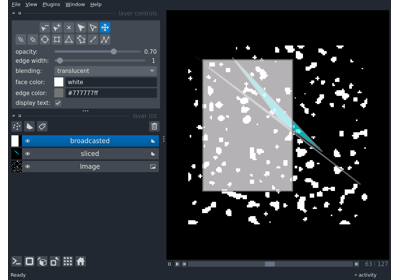 File View Plugins Window Help
layer controls
opacity: 0.70
edge width: 1
blending: translucent
face color: white
edge color: #777777ff
display text:
layer list
broadcasted
sliced
Image
63 127
Ready
activity